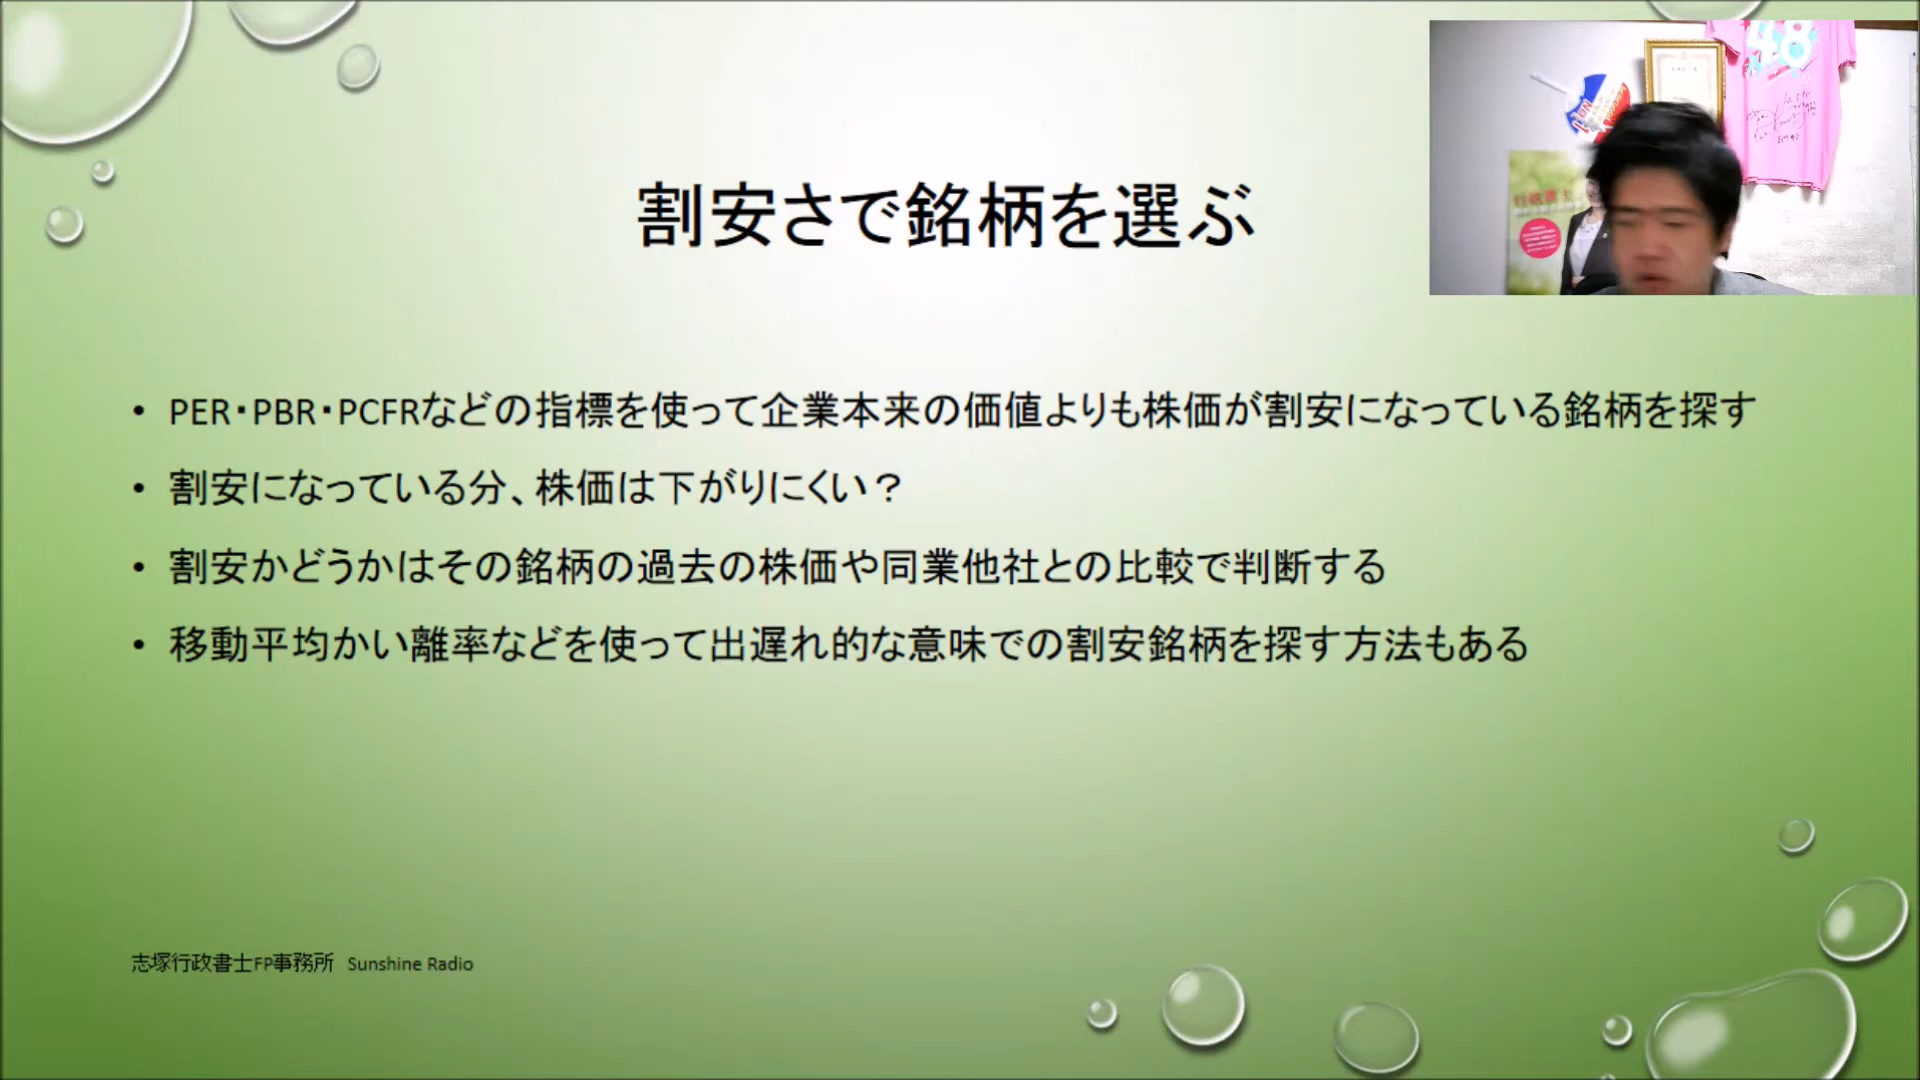 割安さで銘柄を選ぶ
48
行政書士
• PER・PBR・PCFRなどの指標を使って企業本来の価値よりも株価が割安になっている銘柄を探す
• 割安になっている分、株価は下がりにくい？
• 割安かどうかはその銘柄の過去の株価や同業他社との比較で判断する
• 移動平均かい離率などを使って出遅れ的な意味での割安銘柄を探す方法もある
志塚行政書士FP事務所 Sunshine Radio